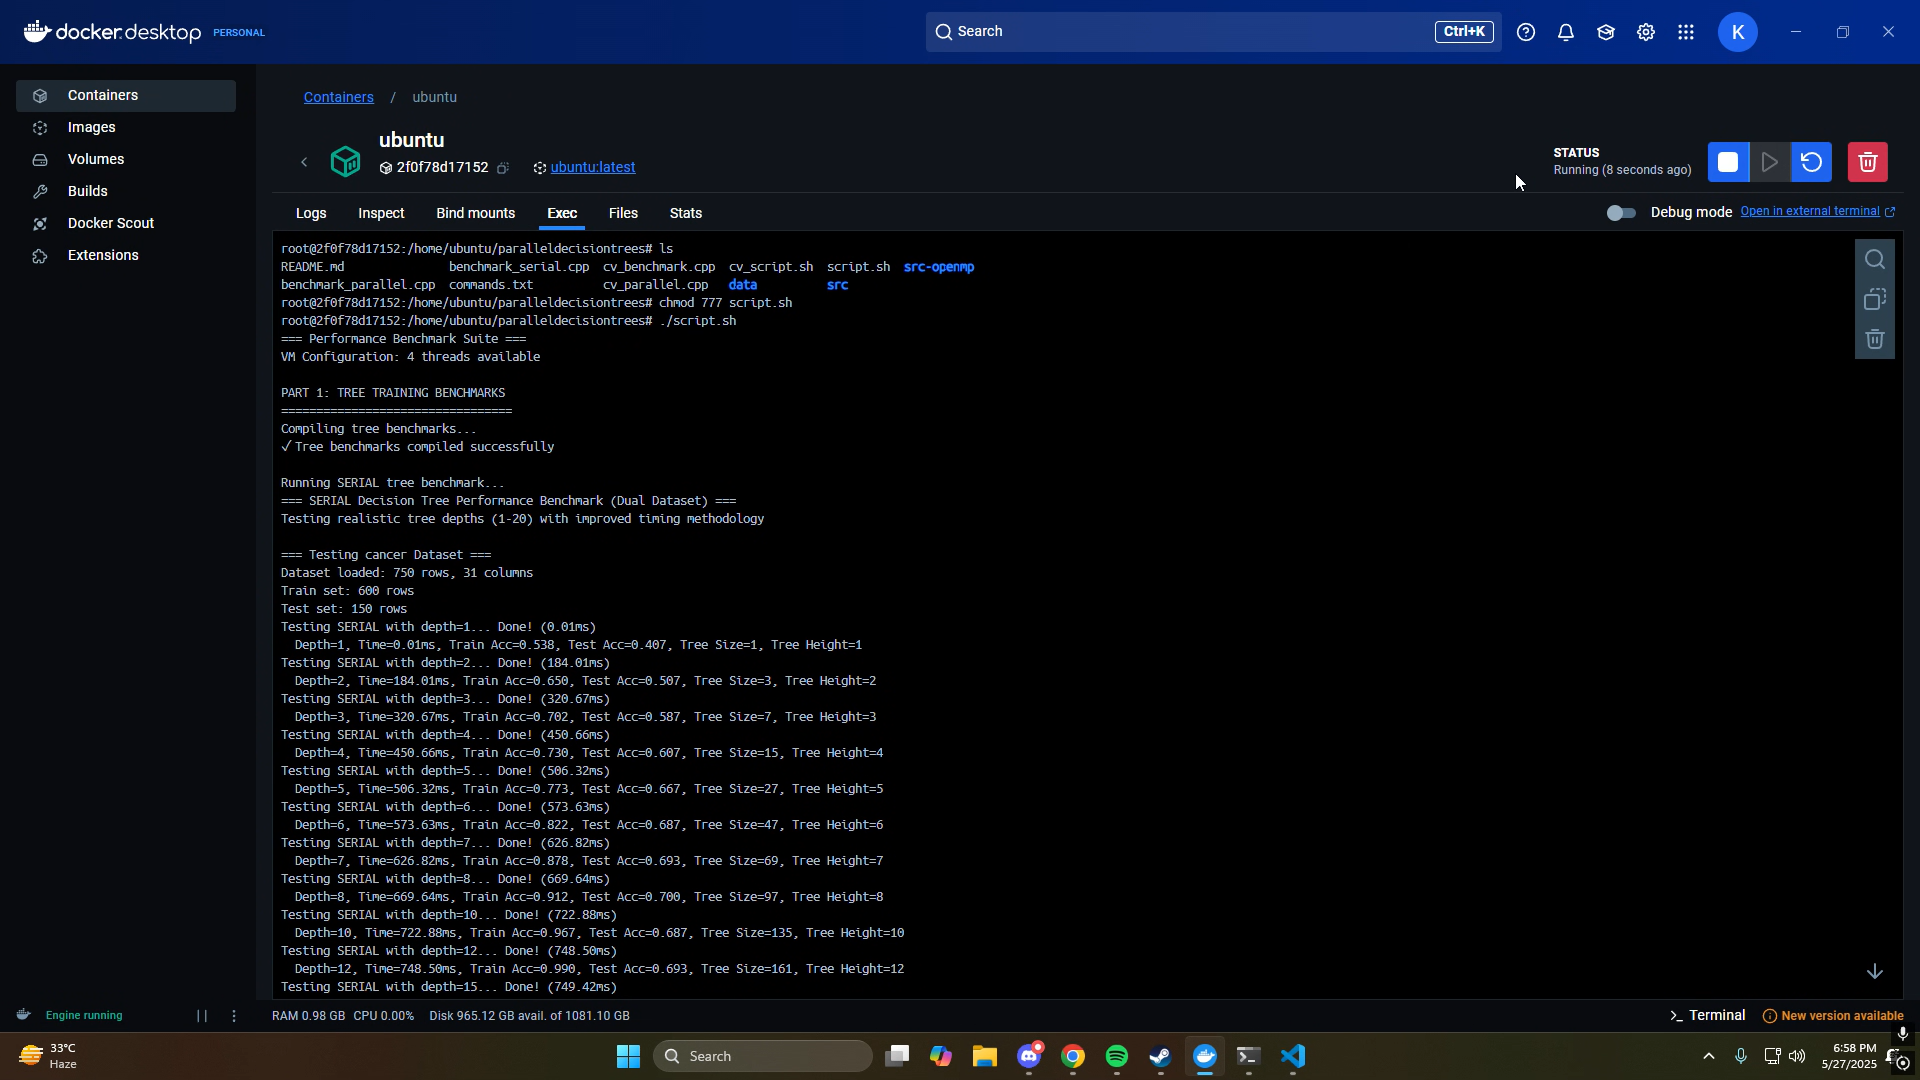 docker desktop PERSONAL
Search
Ctrl+K
K
Containers
Images
Volumes
Builds
Docker Scout
Extensions
Containers / ubuntu
ubuntu
2f0f78d17152 ubuntu:latest
STATUS
Running (8 seconds ago)
Logs Inspect Bind mounts Exec Files Stats
Debug mode Open in external terminal
root@2f0f78d17152:/home/ubuntu/paralleldecisiontrees# ls
README.md benchmark_serial.cpp cv_benchmark.cpp cv_script.sh script.sh src-openmp
benchmark_parallel.cpp commands.txt cv_parallel.cpp data src
root@2f0f78d17152:/home/ubuntu/paralleldecisiontrees# chmod 777 script.sh
root@2f0f78d17152:/home/ubuntu/paralleldecisiontrees# ./script.sh
=== Performance Benchmark Suite ===
VM Configuration: 4 threads available
PART 1: TREE TRAINING BENCHMARKS
=================================
Compiling tree benchmarks...
✓ Tree benchmarks compiled successfully
Running SERIAL tree benchmark...
=== SERIAL Decision Tree Performance Benchmark (Dual Dataset) ===
Testing realistic tree depths (1-20) with improved timing methodology
=== Testing cancer Dataset ===
Dataset loaded: 750 rows, 31 columns
Train set: 600 rows
Test set: 150 rows
Testing SERIAL with depth=1... Done! (0.01ms)
Depth=1, Time=0.01ms, Train Acc=0.538, Test Acc=0.407, Tree Size=1, Tree Height=1
Testing SERIAL with depth=2... Done! (184.01ms)
Depth=2, Time=184.01ms, Train Acc=0.650, Test Acc=0.507, Tree Size=3, Tree Height=2
Testing SERIAL with depth=3... Done! (320.67ms)
Depth=3, Time=320.67ms, Train Acc=0.702, Test Acc=0.587, Tree Size=7, Tree Height=3
Testing SERIAL with depth=4... Done! (450.66ms)
Depth=4, Time=450.66ms, Train Acc=0.730, Test Acc=0.607, Tree Size=15, Tree Height=4
Testing SERIAL with depth=5... Done! (506.32ms)
Depth=5, Time=506.32ms, Train Acc=0.773, Test Acc=0.667, Tree Size=27, Tree Height=5
Testing SERIAL with depth=6... Done! (573.63ms)
Depth=6, Time=573.63ms, Train Acc=0.822, Test Acc=0.687, Tree Size=47, Tree Height=6
Testing SERIAL with depth=7... Done! (626.82ms)
Depth=7, Time=626.82ms, Train Acc=0.878, Test Acc=0.693, Tree Size=69, Tree Height=7
Testing SERIAL with depth=8... Done! (669.64ms)
Depth=8, Time=669.64ms, Train Acc=0.912, Test Acc=0.700, Tree Size=97, Tree Height=8
Testing SERIAL with depth=10... Done! (722.88ms)
Depth=10, Time=722.88ms, Train Acc=0.967, Test Acc=0.687, Tree Size=135, Tree Height=10
Testing SERIAL with depth=12... Done! (748.50ms)
Depth=12, Time=748.50ms, Train Acc=0.990, Test Acc=0.693, Tree Size=161, Tree Height=12
Testing SERIAL with depth=15... Done! (749.42ms)
Engine running
RAM 0.98 GB CPU 0.00% Disk 965.12 GB avail. of 1081.10 GB
Terminal
New version available
33°C
Haze
Search
6:58 PM
5/27/2025